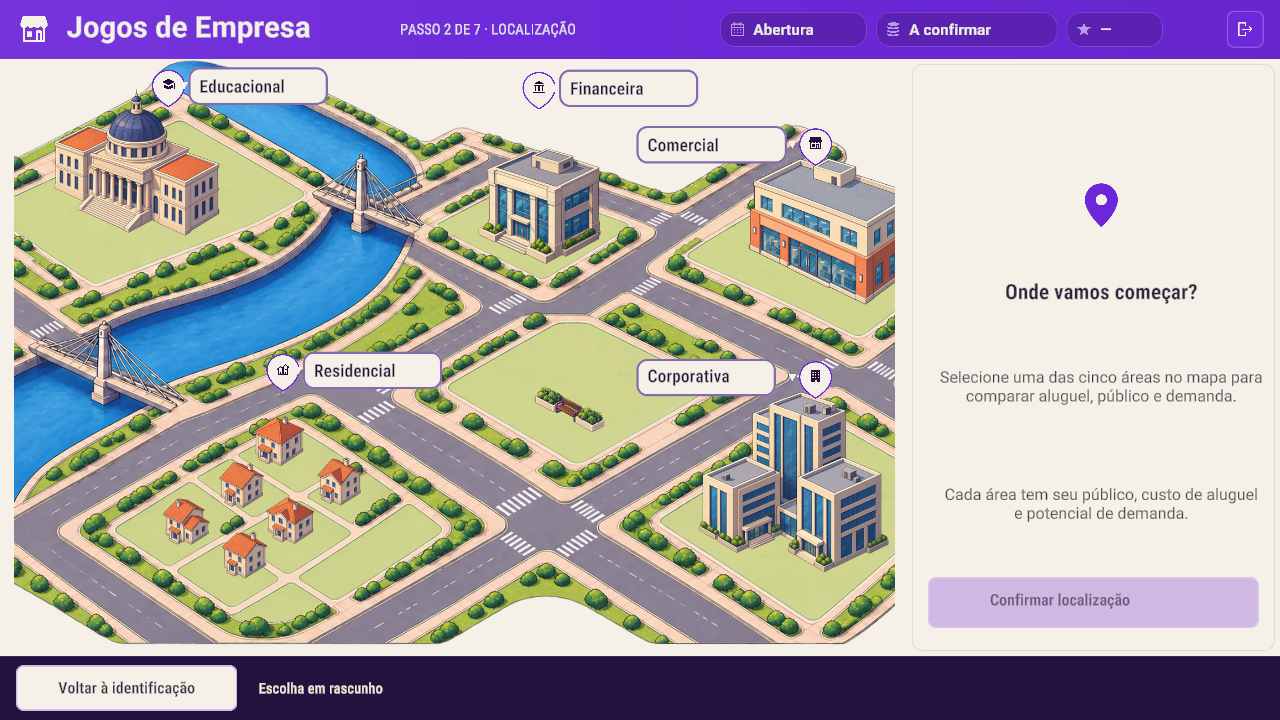 Jogos de Empresa
PASSO 2 DE 7 · LOCALIZAÇÃO
Abertura
A confirmar
–
Educacional
Financeira
Comercial
Residencial
Corporativa
Onde vamos começar?
Selecione uma das cinco áreas no mapa para
comparar aluguel, público e demanda.
Cada área tem seu público, custo de aluguel
e potencial de demanda.
Confirmar localização
Voltar à identificação
Escolha em rascunho